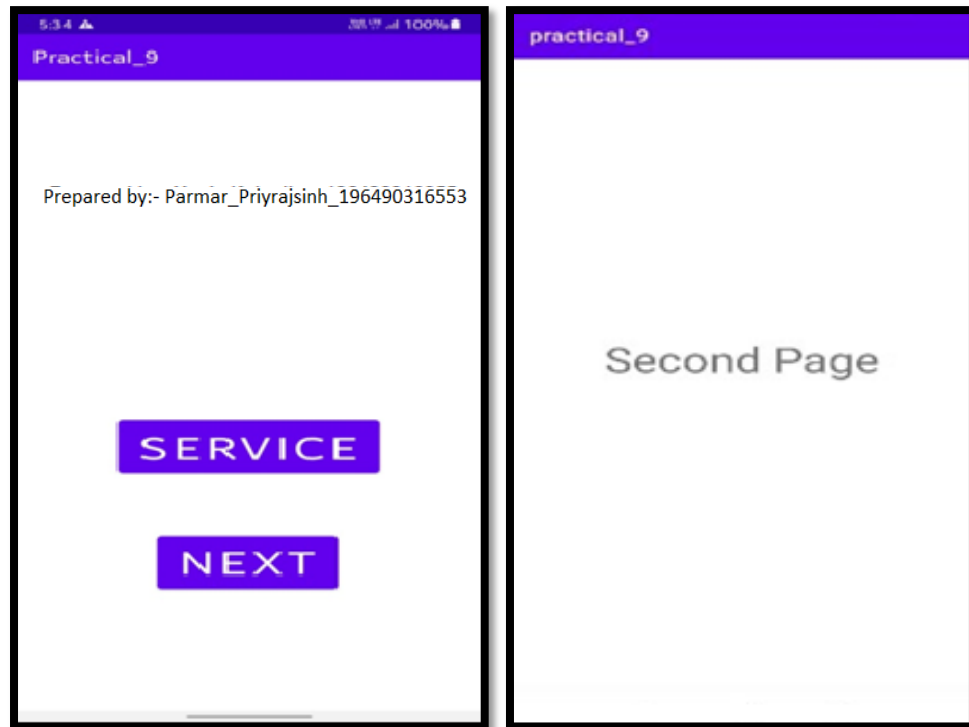 5:34
100%
Practical_9
Prepared by:- Parmar_Priyrajsinh_196490316553
SERVICE
NEXT
practical_9
Second Page